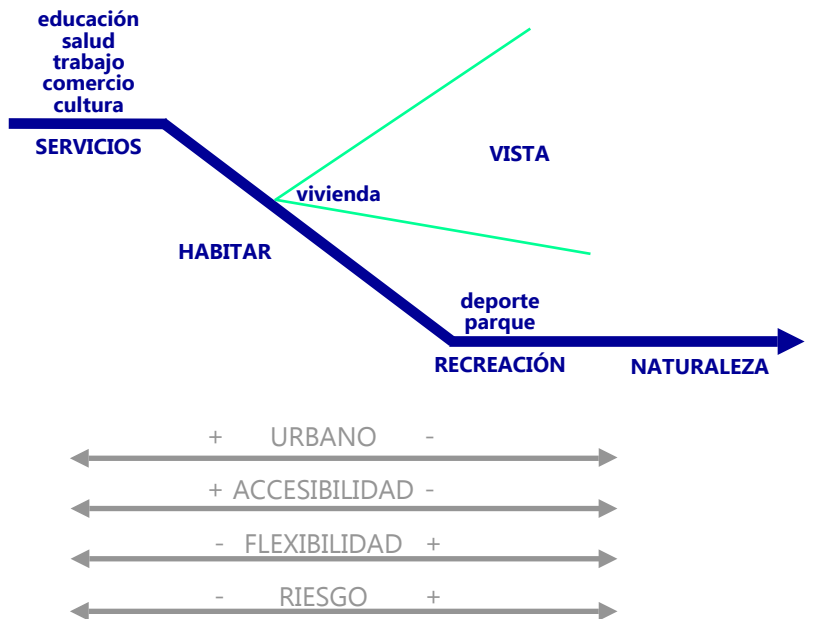 educación
salud
trabajo
comercio
cultura
SERVICIOS
VISTA
vivienda
HABITAR
deporte
parque
RECREACIÓN
NATURALEZA
+ URBANO -
+ ACCESIBILIDAD -
- FLEXIBILIDAD +
- RIESGO +